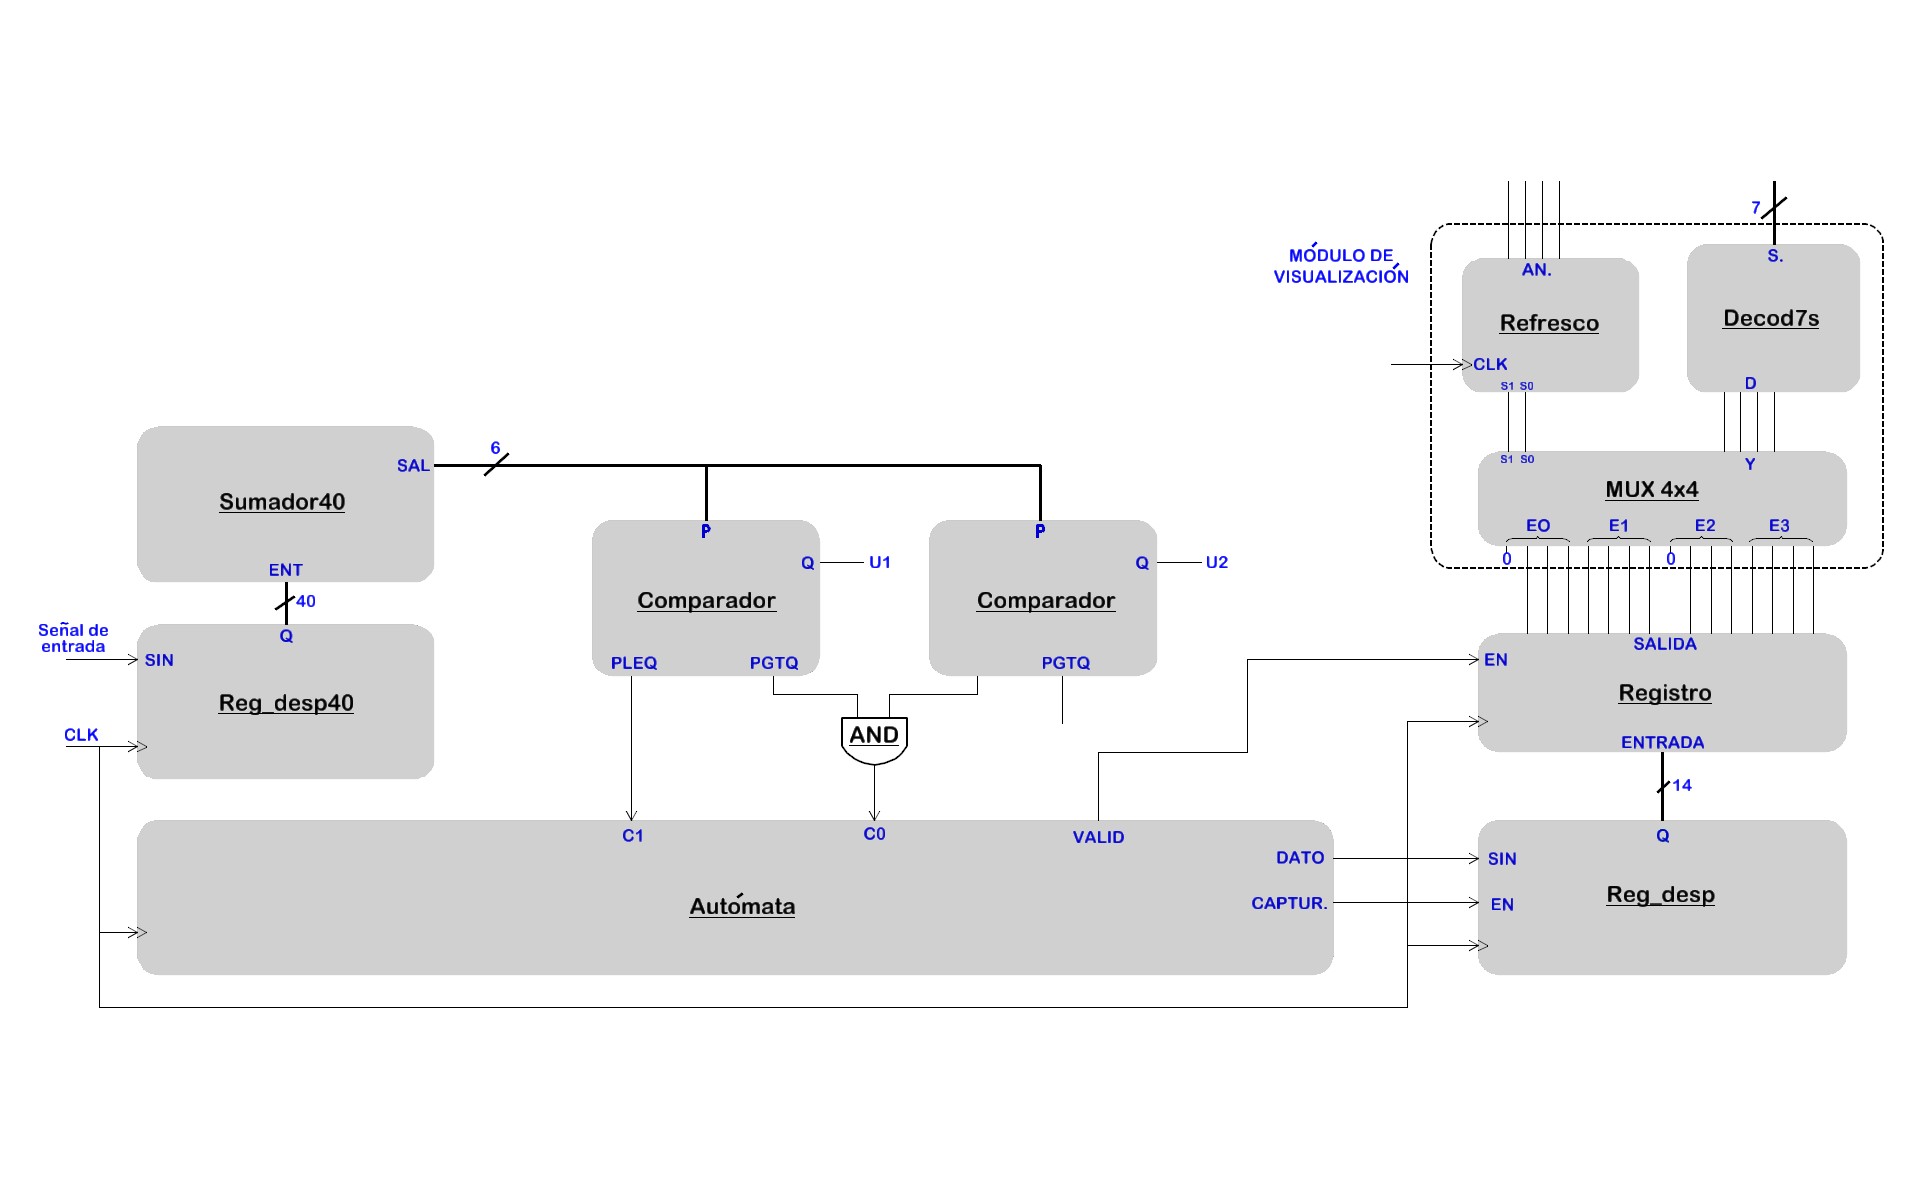 7
MÓDULO DE
VISUALIZACIÓN
AN.
Refresco
CLK
S1 S0
S.
Decod7s
D
S1 S0
Y
MUX 4x4
E0 E1 E2 E3
0 0
SAL
6
Sumador40
ENT
40
Señal de
entrada
Q
SIN
Reg_desp40
CLK
P
Q U1
Comparador
PLEQ PGTQ
P
Q U2
Comparador
PGTQ
AND
SALIDA
EN
Registro
ENTRADA
14
C1 C0 VALID
DATO
CAPTUR.
Autómata
Q
SIN
Reg_desp
EN